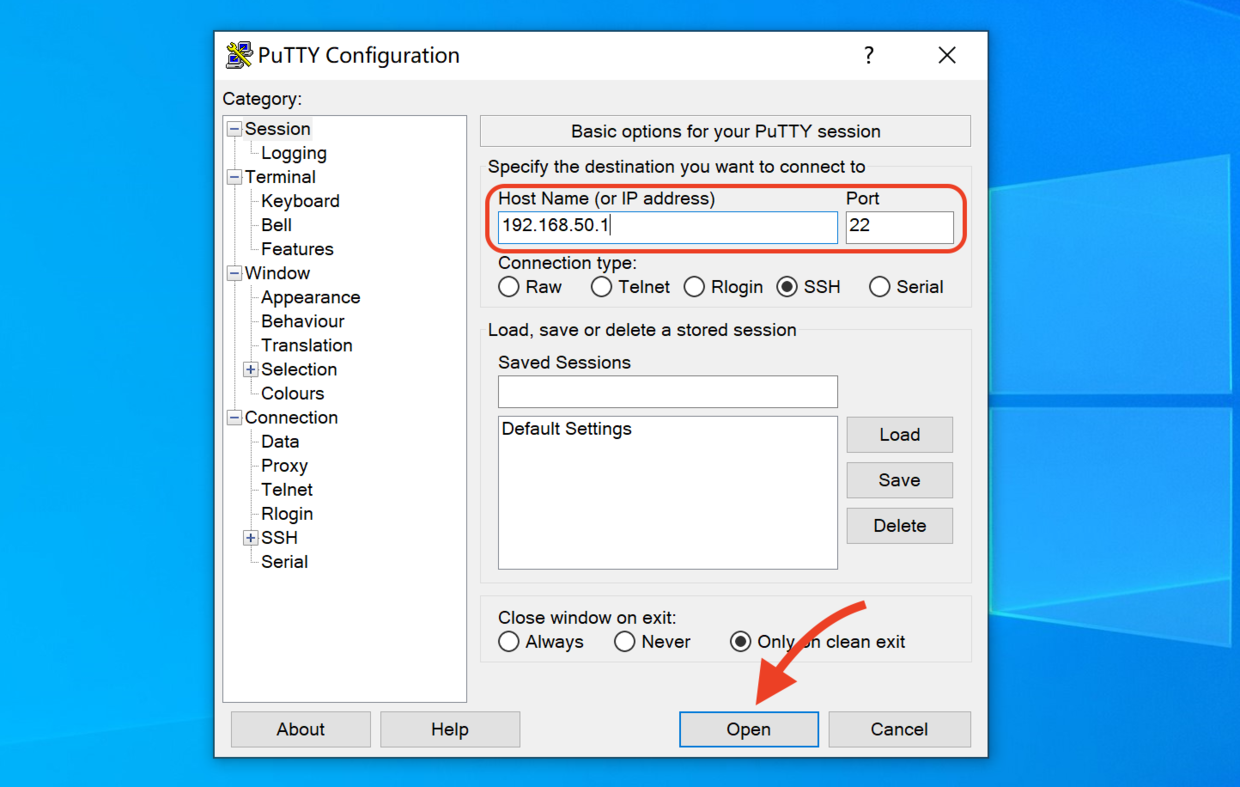 PuTTY Configuration
?
Category:
Session
Logging
Terminal
Keyboard
Bell
Features
Window
Appearance
Behaviour
Translation
Selection
Colours
Connection
Data
Proxy
Telnet
Rlogin
SSH
Serial
Basic options for your PuTTY session
Specify the destination you want to connect to
Host Name (or IP address) Port
192.168.50.1 22
Connection type:
Raw Telnet Rlogin SSH Serial
Load, save or delete a stored session
Saved Sessions
Default Settings
Load
Save
Delete
Close window on exit:
Always Never Only on clean exit
About Help Open Cancel